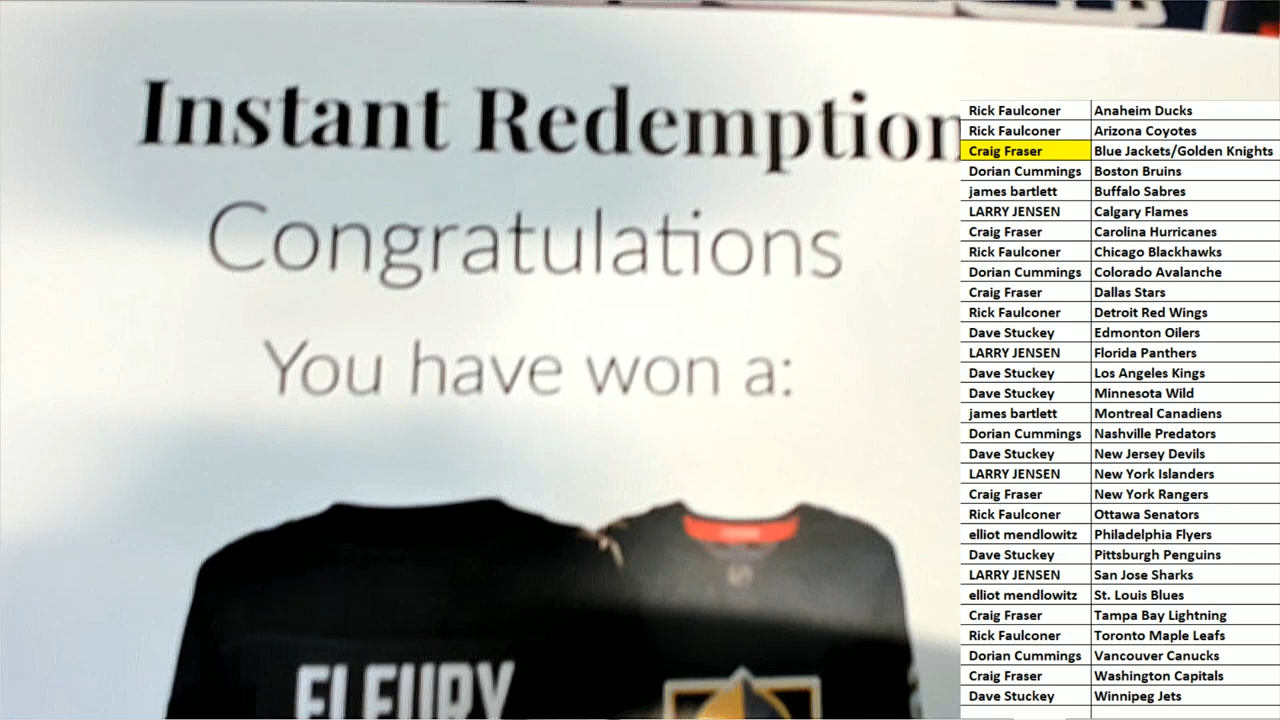 Instant Redemption
Congratulations
You have won a:
FLEURY
Rick Faulconer Anaheim Ducks
Rick Faulconer Arizona Coyotes
Craig Fraser Blue Jackets/Golden Knights
Dorian Cummings Boston Bruins
james bartlett Buffalo Sabres
LARRY JENSEN Calgary Flames
Craig Fraser Carolina Hurricanes
Rick Faulconer Chicago Blackhawks
Dorian Cummings Colorado Avalanche
Craig Fraser Dallas Stars
Rick Faulconer Detroit Red Wings
Dave Stuckey Edmonton Oilers
LARRY JENSEN Florida Panthers
Dave Stuckey Los Angeles Kings
Dave Stuckey Minnesota Wild
james bartlett Montreal Canadiens
Dorian Cummings Nashville Predators
Dave Stuckey New Jersey Devils
LARRY JENSEN New York Islanders
Craig Fraser New York Rangers
Rick Faulconer Ottawa Senators
elliot mendlowitz Philadelphia Flyers
Dave Stuckey Pittsburgh Penguins
LARRY JENSEN San Jose Sharks
elliot mendlowitz St. Louis Blues
Craig Fraser Tampa Bay Lightning
Rick Faulconer Toronto Maple Leafs
Dorian Cummings Vancouver Canucks
Craig Fraser Washington Capitals
Dave Stuckey Winnipeg Jets